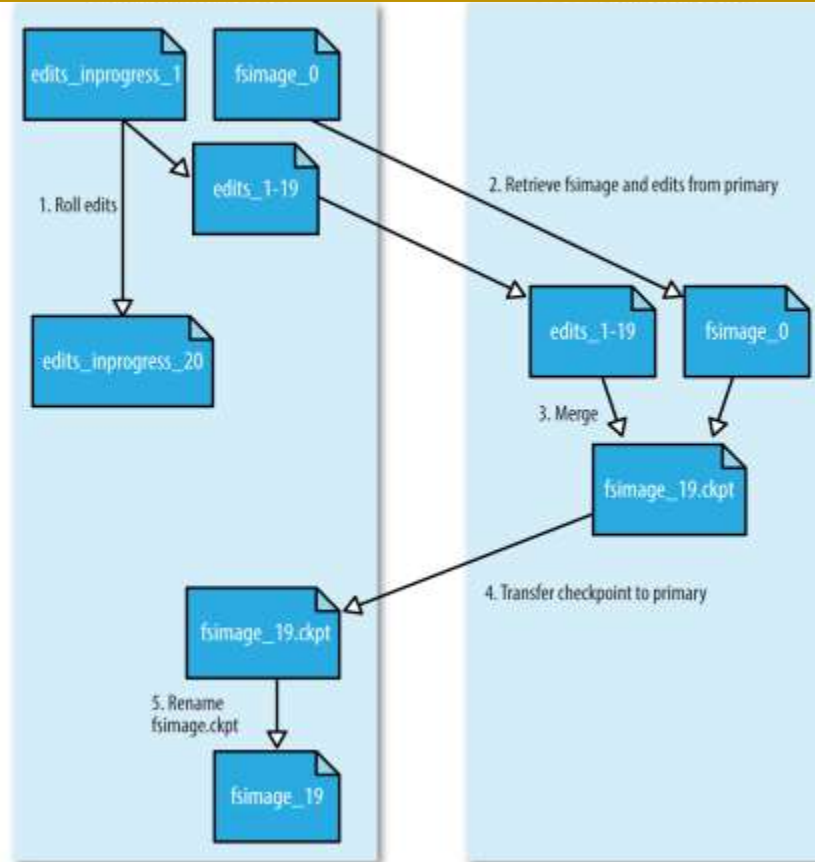 edits_inprogress_1
fsimage_0
edits_1-19
1. Roll edits
2. Retrieve fsimage and edits from primary
edits_inprogress_20
edits_1-19
fsimage_0
3. Merge
fsimage_19.ckpt
4. Transfer checkpoint to primary
fsimage_19.ckpt
5. Rename
fsimage.ckpt
fsimage_19